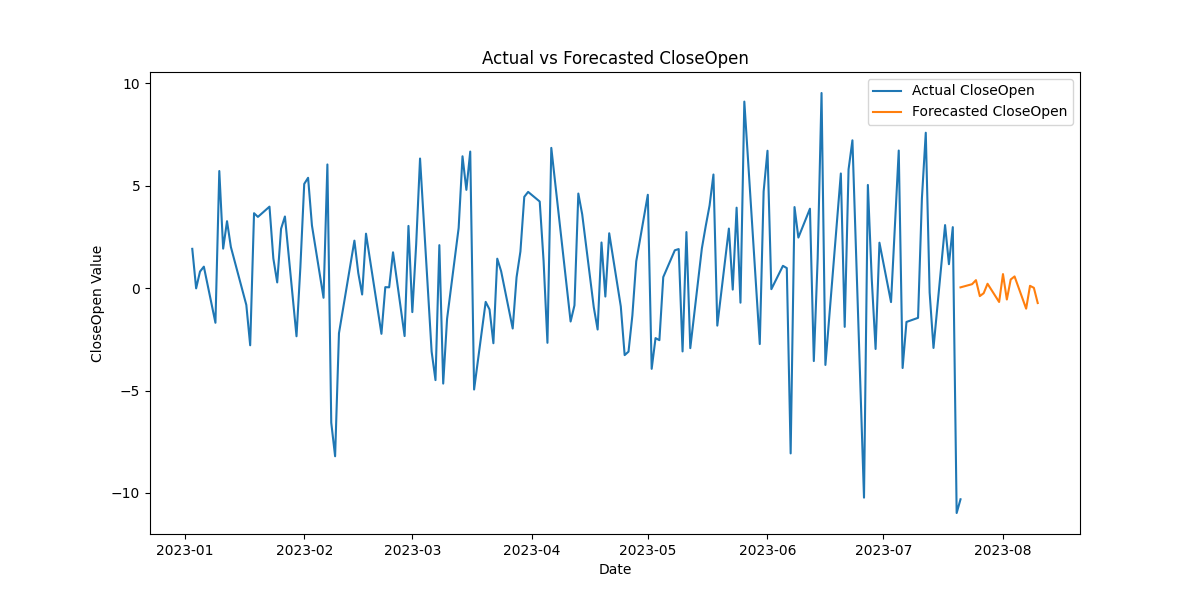 Actual vs Forecasted CloseOpen
Actual CloseOpen
Forecasted CloseOpen
CloseOpen Value
10
5
0
−5
−10
2023-01
2023-02
2023-03
2023-04
2023-05
2023-06
2023-07
2023-08
Date